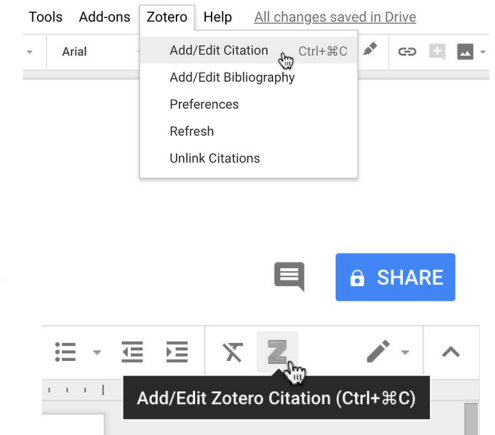 Tools Add-ons Zotero Help All changes saved in Drive
Arial
Add/Edit Citation Ctrl+⌘C
Add/Edit Bibliography
Preferences
Refresh
Unlink Citations
SHARE
Z
Add/Edit Zotero Citation (Ctrl+⌘C)